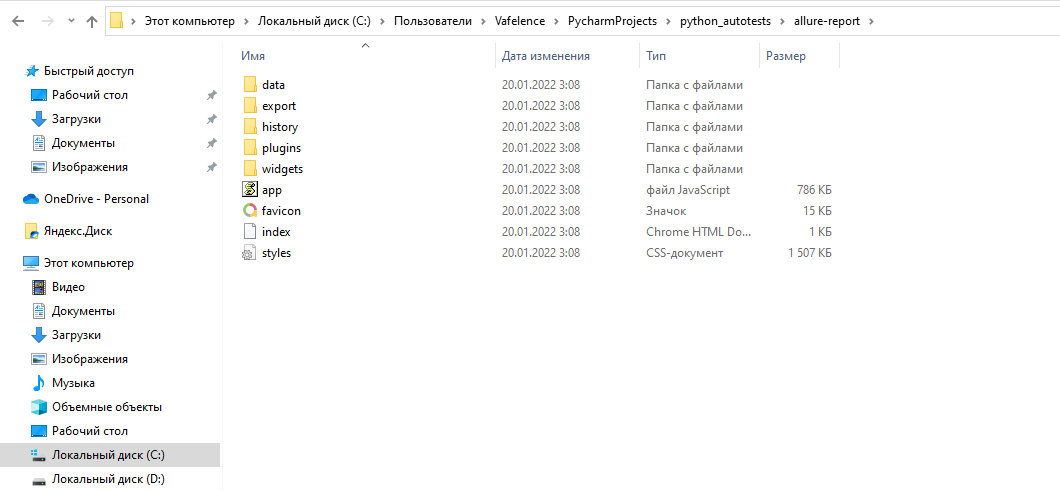 Этот компьютер > Локальный диск (C:) > Пользователи > Vafelence > PycharmProjects > python_autotests > allure-report >
Имя Дата изменения Тип Размер
data 20.01.2022 3:08 Папка с файлами
export 20.01.2022 3:08 Папка с файлами
history 20.01.2022 3:08 Папка с файлами
plugins 20.01.2022 3:08 Папка с файлами
widgets 20.01.2022 3:08 Папка с файлами
app 20.01.2022 3:08 файл JavaScript 786 КБ
favicon 20.01.2022 3:08 Значок 15 КБ
index 20.01.2022 3:08 Chrome HTML Do... 1 КБ
styles 20.01.2022 3:08 CSS-документ 1 507 КБ
Быстрый доступ
Рабочий стол
Загрузки
Документы
Изображения
OneDrive - Personal
Яндекс.Диск
Этот компьютер
Видео
Документы
Загрузки
Изображения
Музыка
Объемные объекты
Рабочий стол
Локальный диск (C:)
Локальный диск (D:)